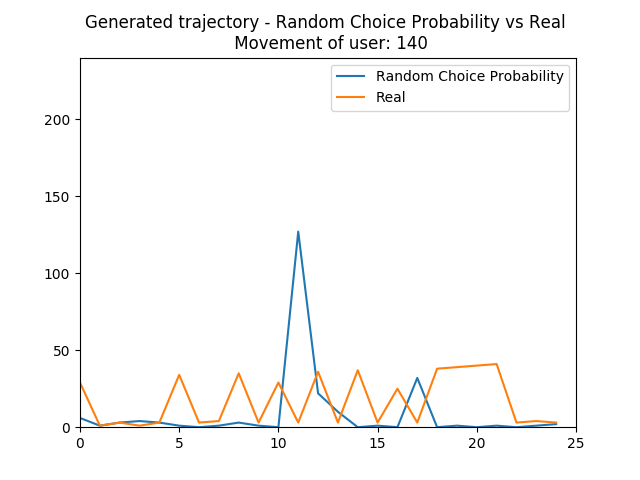 Generated trajectory - Random Choice Probability vs Real
Movement of user: 140
Random Choice Probability
Real
200
150
100
50
0
0 5 10 15 20 25